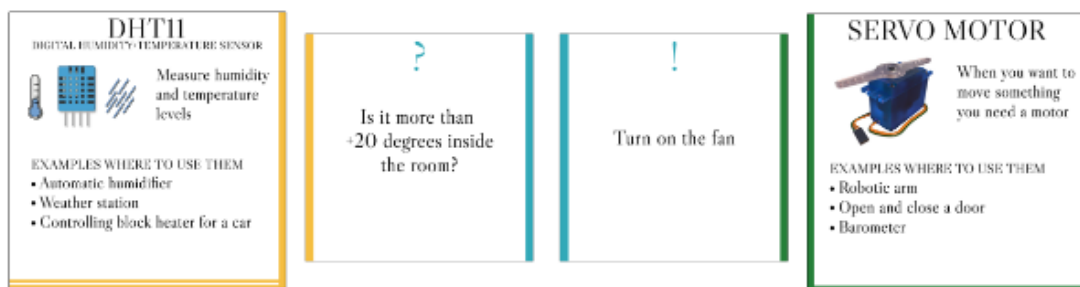 DHT11
DIGITAL HUMIDITY+TEMPERATURE SENSOR
Measure humidity
and temperature
levels
EXAMPLES WHERE TO USE THEM
• Automatic humidifier
• Weather station
• Controlling block heater for a car
?
Is it more than
+20 degrees inside
the room?
!
Turn on the fan
SERVO MOTOR
When you want to
move something
you need a motor
EXAMPLES WHERE TO USE THEM
• Robotic arm
• Open and close a door
• Barometer